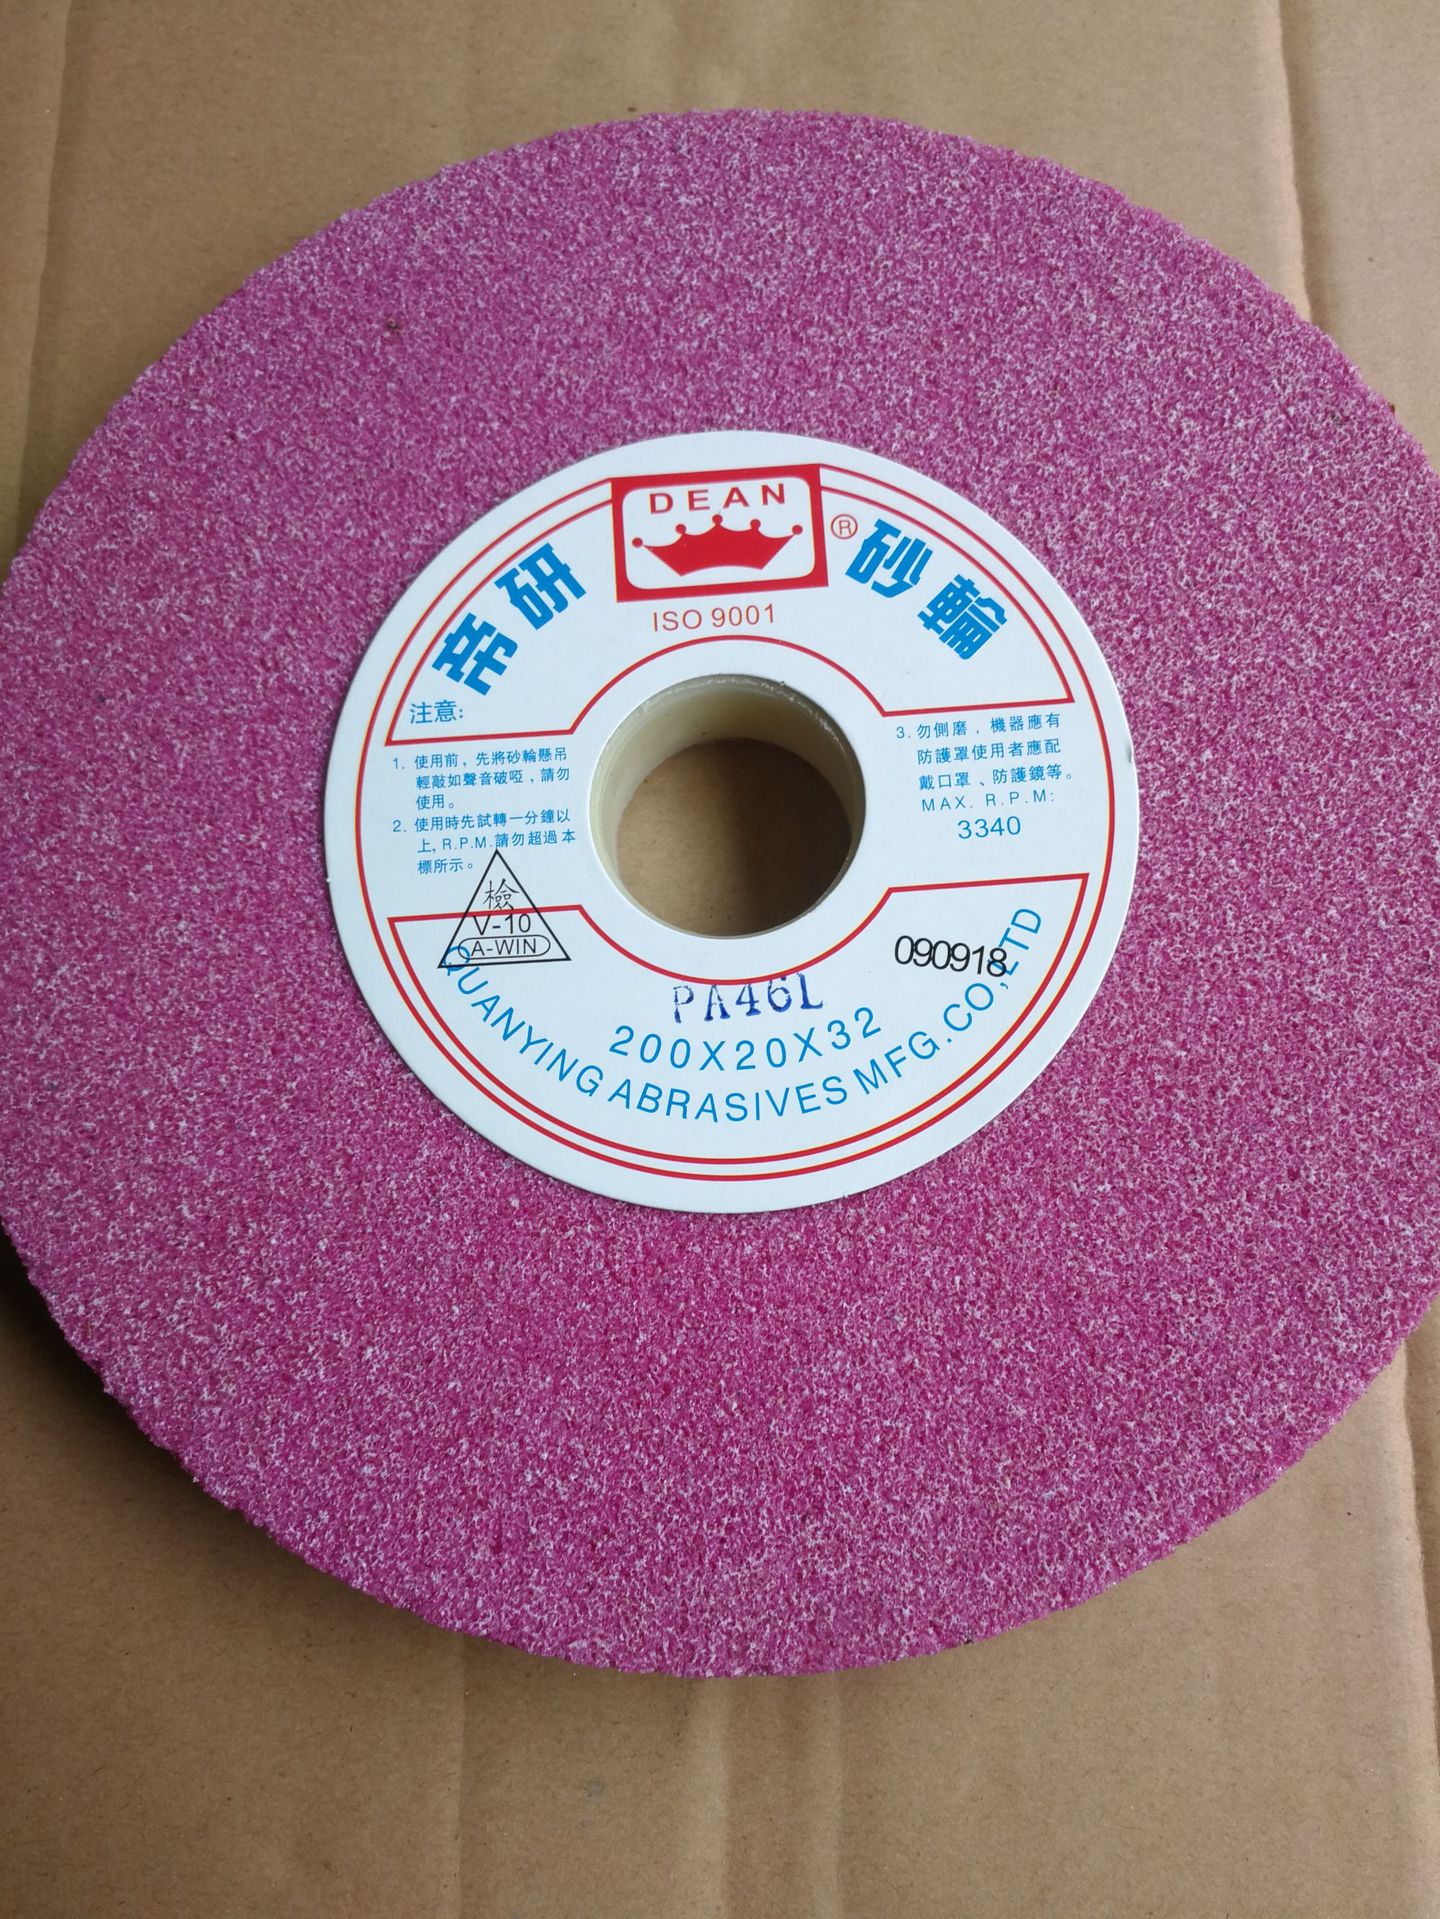 DEAN
®
帝研
砂輪
ISO 9001
注意:
1. 使用前，先將砂輪懸吊
輕敲如聲音破啞，請勿
使用。
2. 使用時先試轉一分鐘以
上, R.P.M.請勿超過本
標所示。
3. 勿側磨，機器應有
防護罩使用者應配
戴口罩、防護鏡等。
MAX. R.P.M:
3340
檢
V-10
A-WIN
090918
PA46L
200X20X32
QUANYING ABRASIVES MFG.CO,LTD